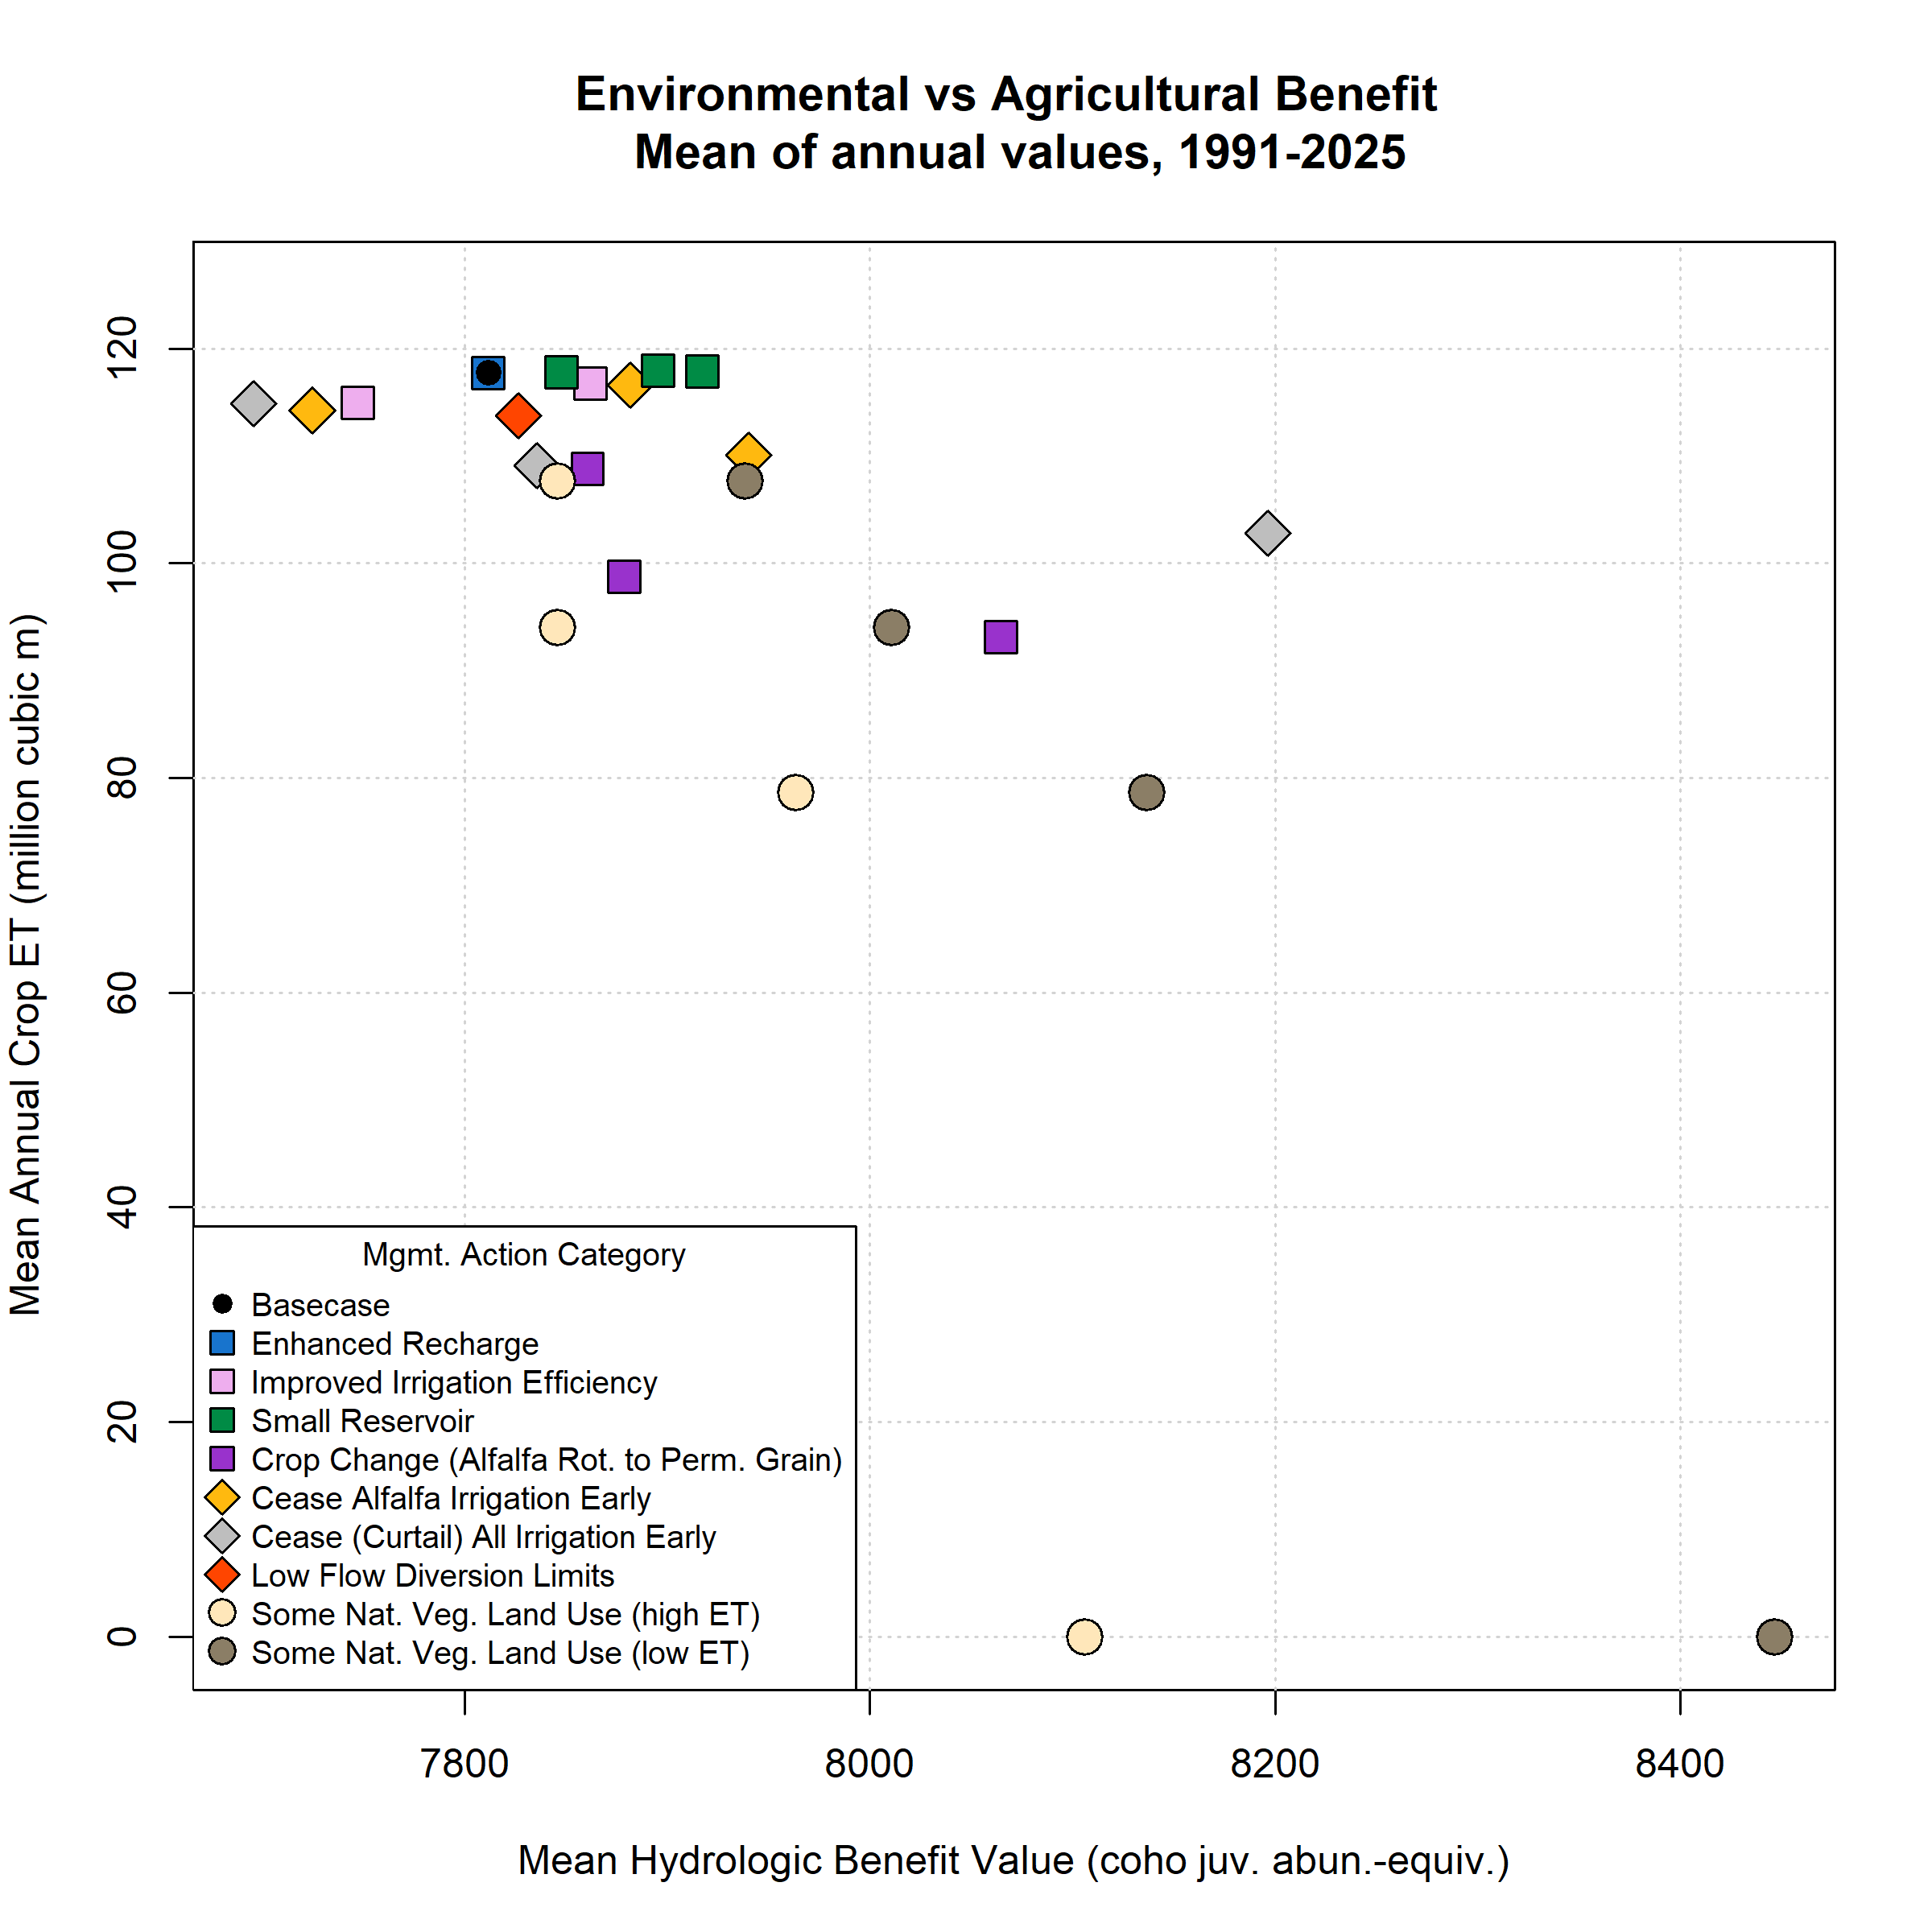 Environmental vs Agricultural Benefit
Mean of annual values, 1991-2025
Mean Annual Crop ET (million cubic m)
120
100
80
60
40
20
0
Mgmt. Action Category
Basecase
Enhanced Recharge
Improved Irrigation Efficiency
Small Reservoir
Crop Change (Alfalfa Rot. to Perm. Grain)
Cease Alfalfa Irrigation Early
Cease (Curtail) All Irrigation Early
Low Flow Diversion Limits
Some Nat. Veg. Land Use (high ET)
Some Nat. Veg. Land Use (low ET)
7800 8000 8200 8400
Mean Hydrologic Benefit Value (coho juv. abun.-equiv.)